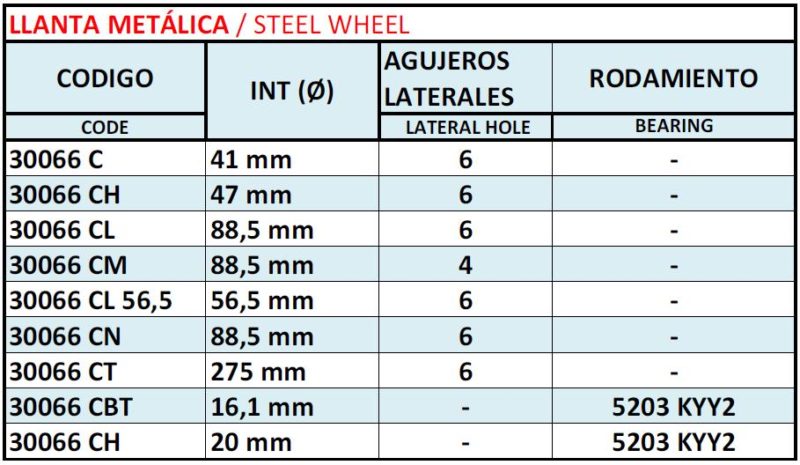 LLANTA METÁLICA / STEEL WHEEL
CODIGO INT (Ø) AGUJEROS LATERALES RODAMIENTO
CODE LATERAL HOLE BEARING
30066 C 41 mm 6 -
30066 CH 47 mm 6 -
30066 CL 88,5 mm 6 -
30066 CM 88,5 mm 4 -
30066 CL 56,5 56,5 mm 6 -
30066 CN 88,5 mm 6 -
30066 CT 275 mm 6 -
30066 CBT 16,1 mm - 5203 KYY2
30066 CH 20 mm - 5203 KYY2